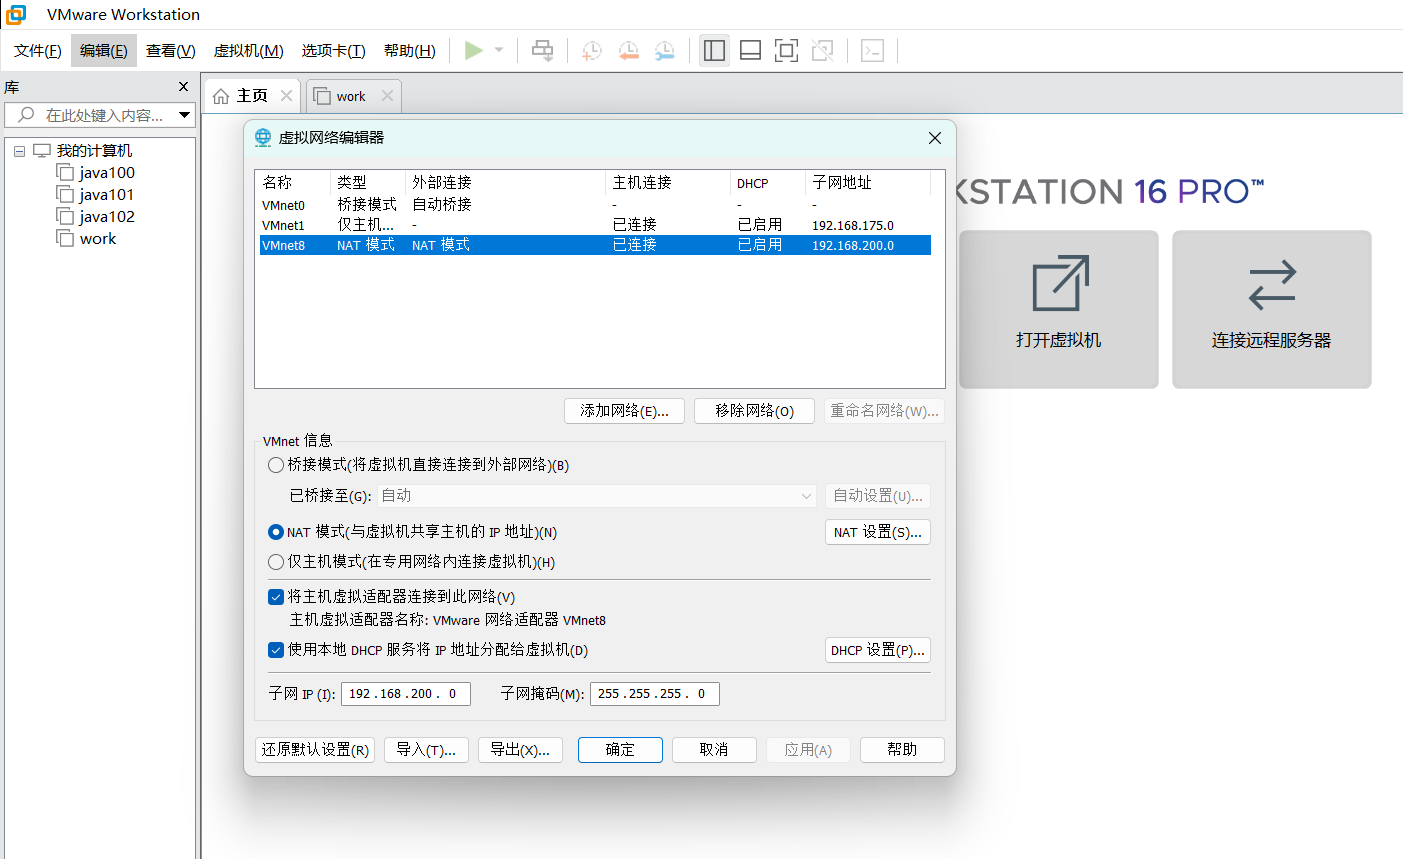 VMware Workstation
文件(F) 编辑(E) 查看(V) 虚拟机(M) 选项卡(T) 帮助(H)
库
在此处键入内容...
我的计算机
java100
java101
java102
work
主页 work
虚拟网络编辑器
名称 类型 外部连接 主机连接 DHCP 子网地址
VMnet0 桥接模式 自动桥接 - - -
VMnet1 仅主机... - 已连接 已启用 192.168.175.0
VMnet8 NAT 模式 NAT 模式 已连接 已启用 192.168.200.0
添加网络(E)... 移除网络(O) 重命名网络(W)...
VMnet 信息
桥接模式(将虚拟机直接连接到外部网络)(B)
已桥接至(G): 自动 自动设置(U)...
NAT 模式(与虚拟机共享主机的 IP 地址)(N) NAT 设置(S)...
仅主机模式(在专用网络内连接虚拟机)(H)
将主机虚拟适配器连接到此网络(V)
主机虚拟适配器名称: VMware 网络适配器 VMnet8
使用本地 DHCP 服务将 IP 地址分配给虚拟机(D) DHCP 设置(P)...
子网 IP (I): 192.168.200. 0 子网掩码(M): 255.255.255. 0
还原默认设置(R) 导入(T)... 导出(X)... 确定 取消 应用(A) 帮助
KSTATION 16 PRO™
打开虚拟机 连接远程服务器